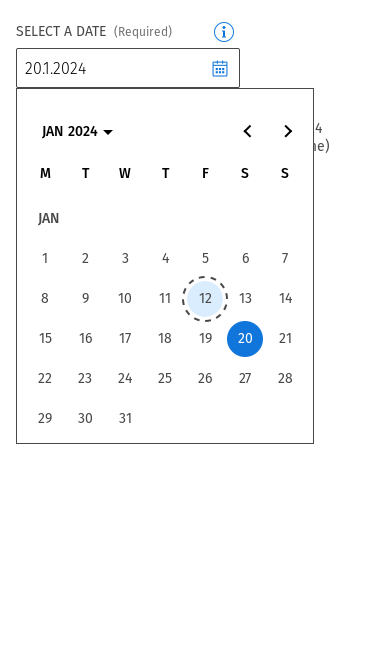 SELECT A DATE (Required)
20.1.2024
JAN 2024
M T W T F S S
JAN
1 2 3 4 5 6 7
8 9 10 11 12 13 14
15 16 17 18 19 20 21
22 23 24 25 26 27 28
29 30 31